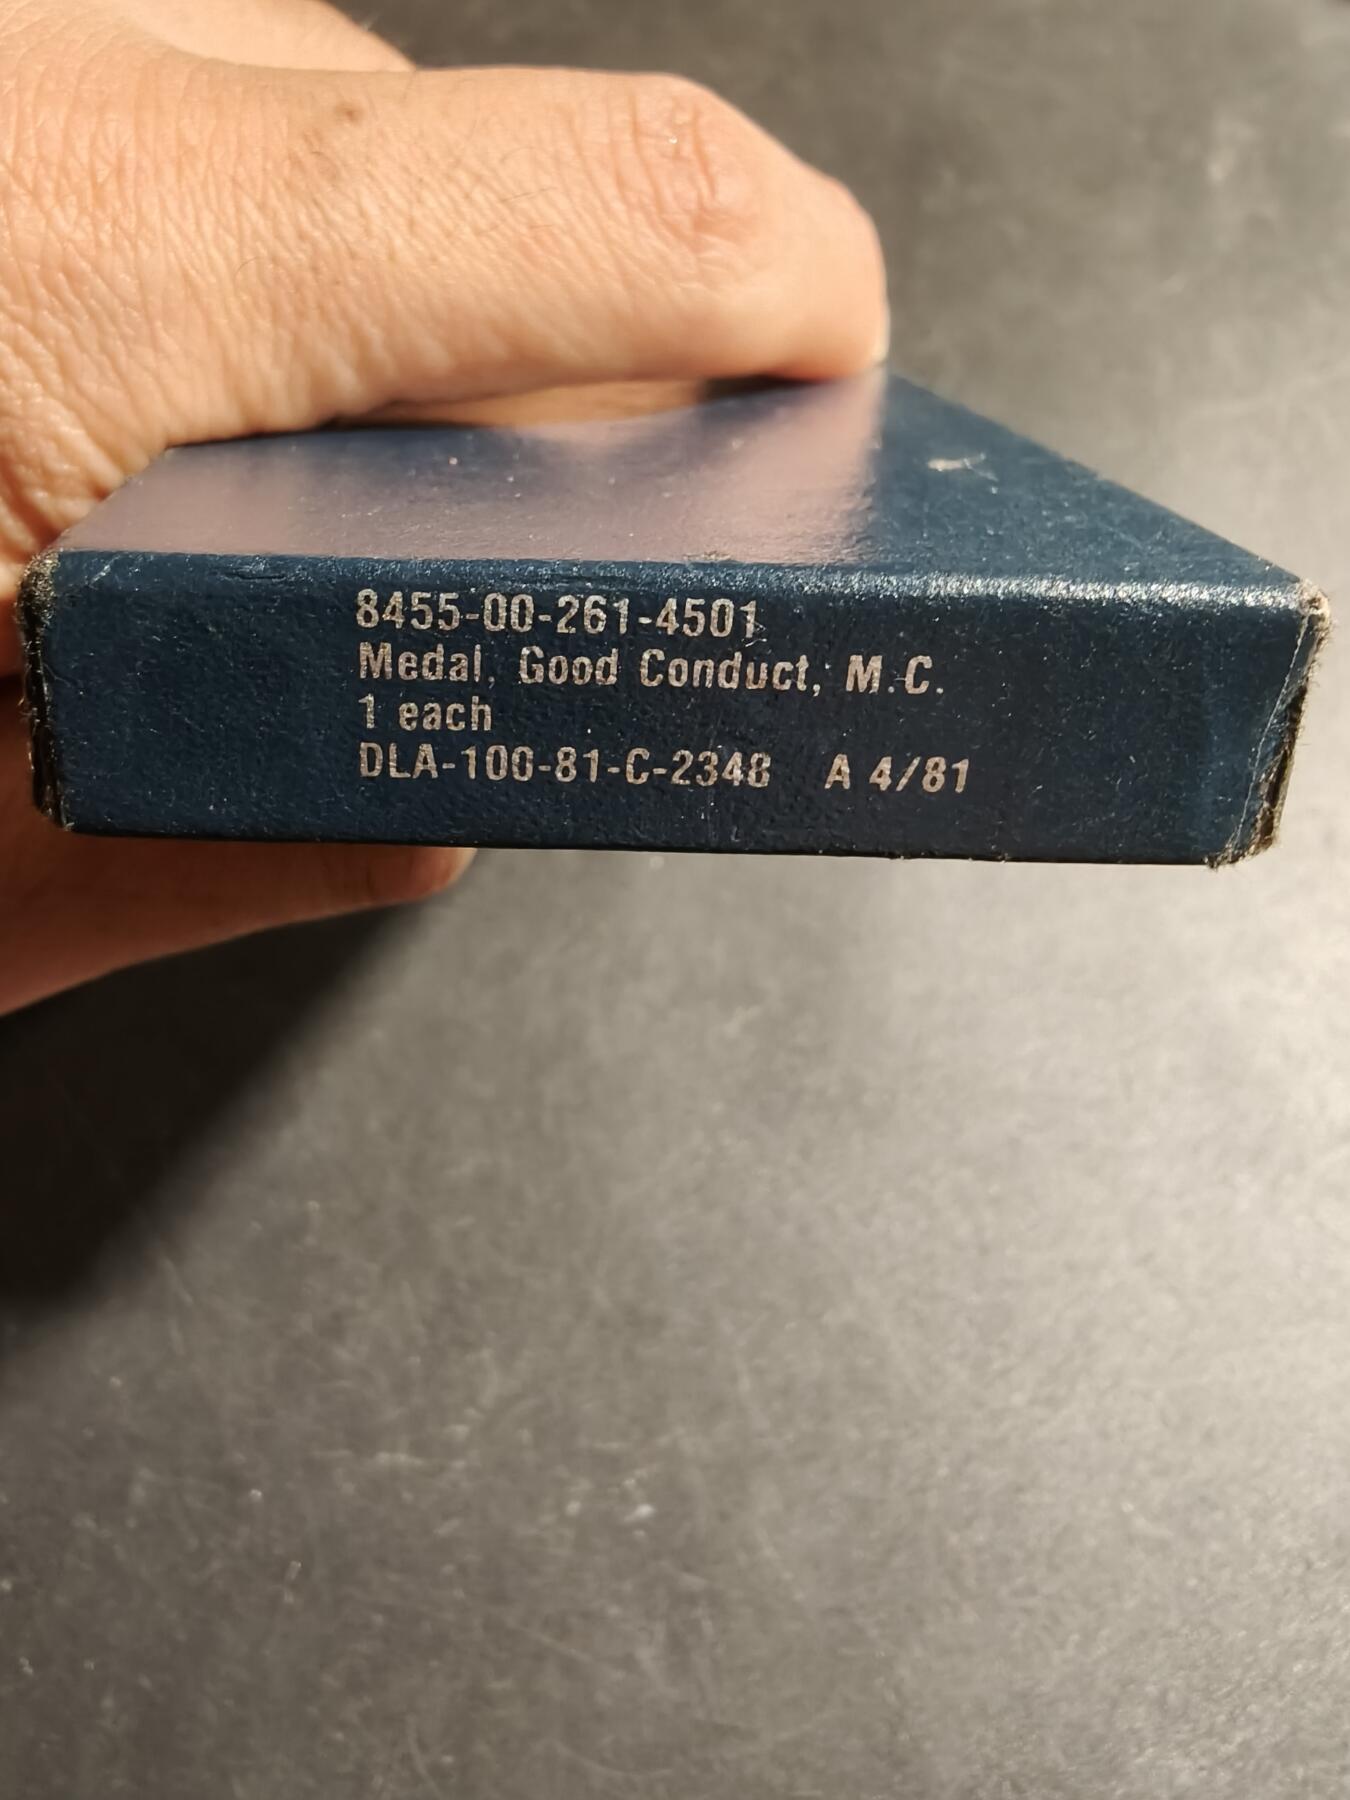 8455-00-261-4501
Medal, Good Conduct, M.C.
1 each
DLA-100-81-C-2348 A 4/81